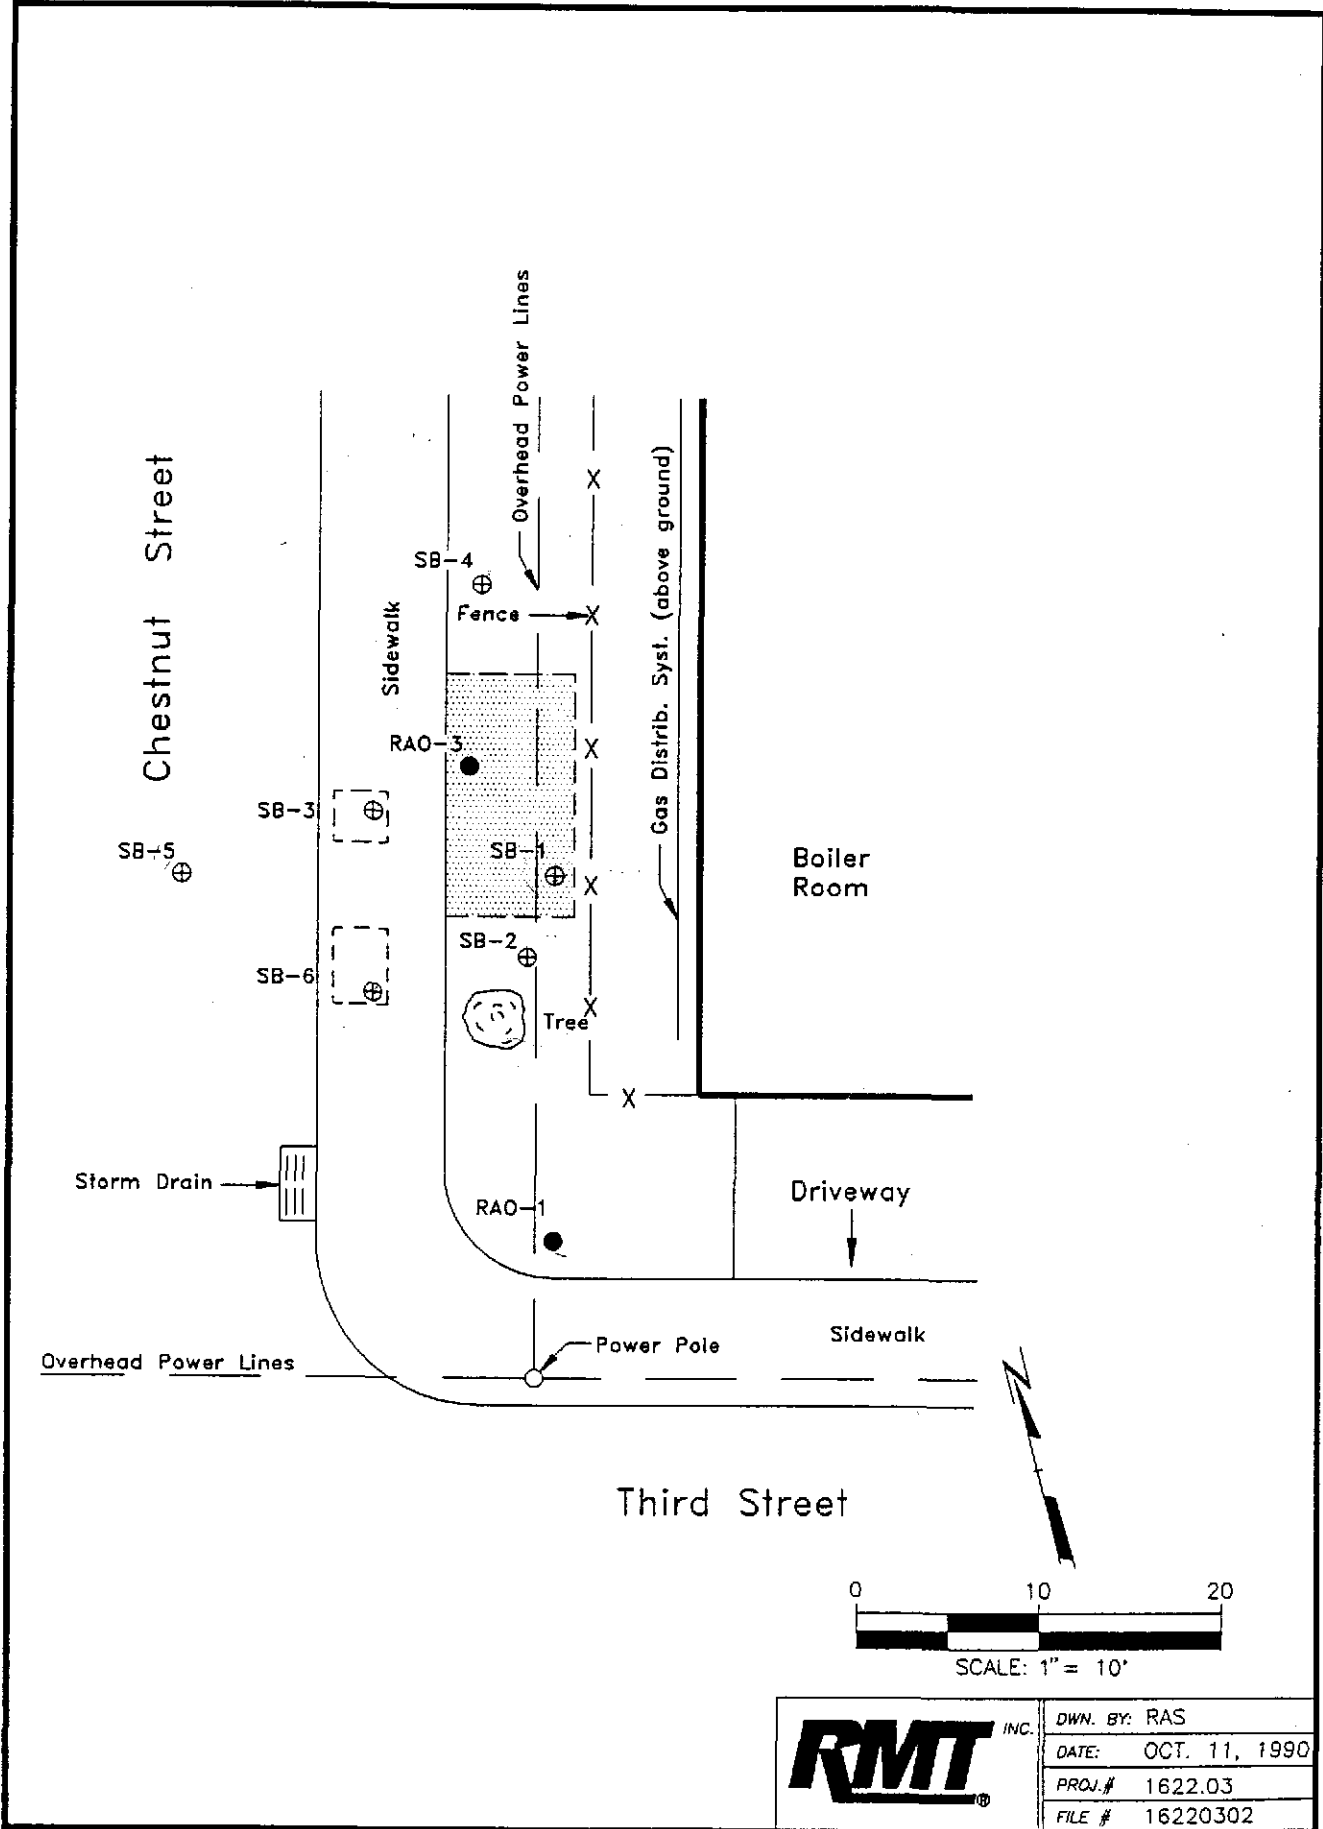 Overhead Power Lines
Chestnut Street
Gas Distrib. Syst. (above ground)
SB-4
Fence
Sidewalk
RAO-3
SB-3
SB-5
SB-1
Boiler
Room
SB-2
SB-6
Tree
X
X
X
X
X
X
Storm Drain
Driveway
RAO-1
Sidewalk
Power Pole
Overhead Power Lines
N
Third Street
0 10 20
SCALE: 1" = 10'
RMT INC. ®
DWN. BY: RAS
DATE: OCT. 11, 1990
PROJ.# 1622.03
FILE # 16220302